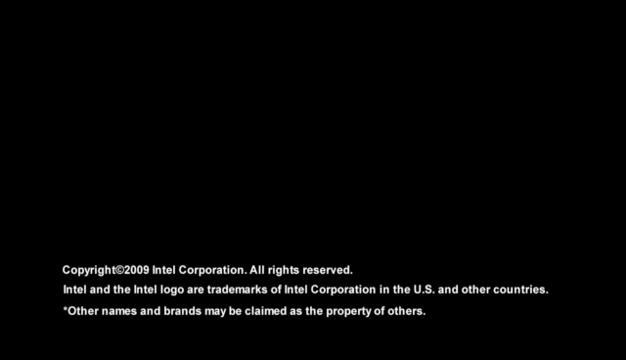 Copyright©2009 Intel Corporation. All rights reserved.
Intel and the Intel logo are trademarks of Intel Corporation in the U.S. and other countries.
*Other names and brands may be claimed as the property of others.